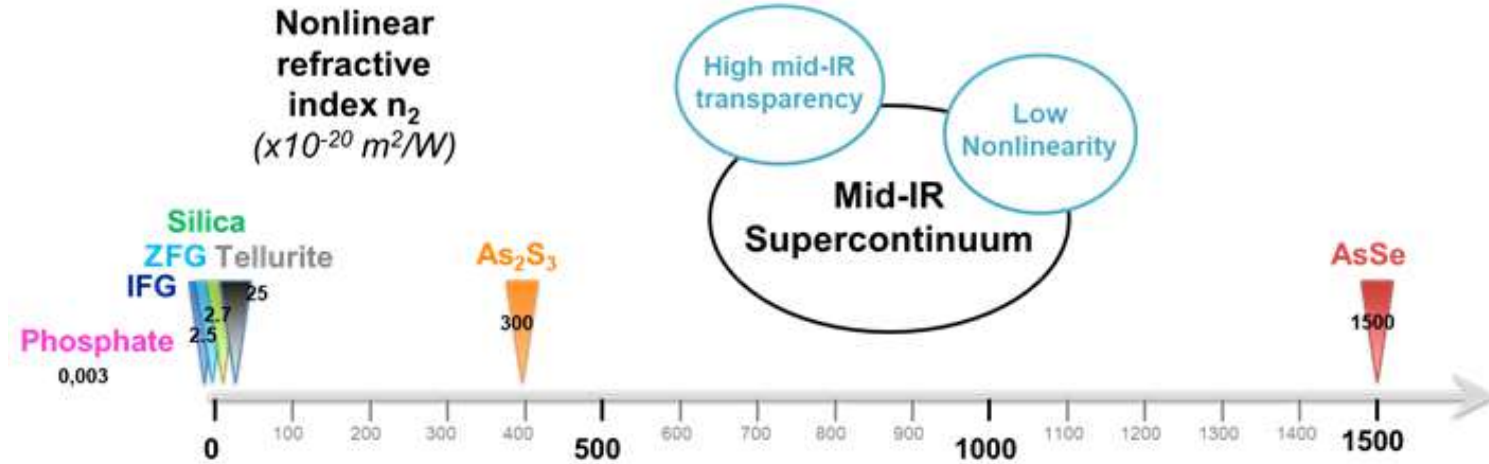 Nonlinear
refractive
index n₂
(x10⁻²⁰ m²/W)
High mid-IR
transparency
Low
Nonlinearity
Mid-IR
Supercontinuum
Silica
ZFG Tellurite
IFG
As₂S₃
AsSe
25
2.7
2.5
300
1500
Phosphate
0,003
0 100 200 300 400 500 600 700 800 900 1000 1100 1200 1300 1400 1500